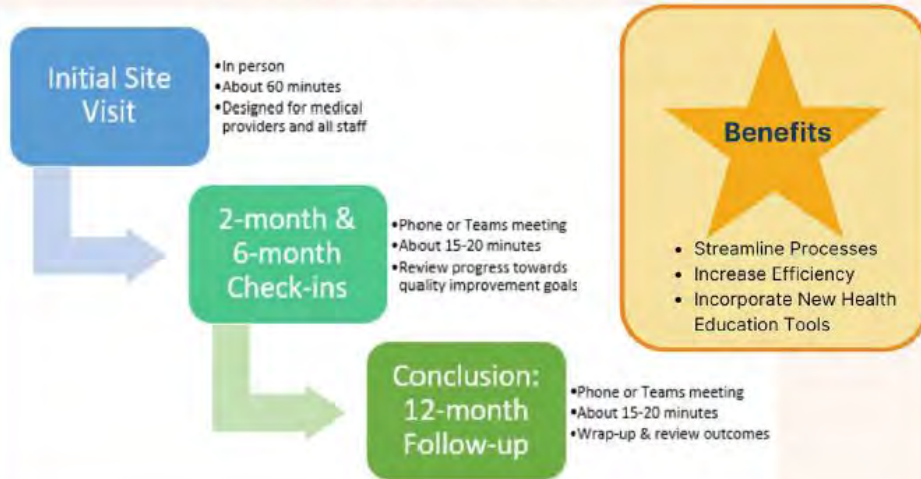 Initial Site
Visit
•In person
•About 60 minutes
•Designed for medical
providers and all staff
2-month &
6-month
Check-ins
•Phone or Teams meeting
•About 15-20 minutes
•Review progress towards
quality improvement goals
Conclusion:
12-month
Follow-up
•Phone or Teams meeting
•About 15-20 minutes
•Wrap-up & review outcomes
Benefits
• Streamline Processes
• Increase Efficiency
• Incorporate New Health
Education Tools